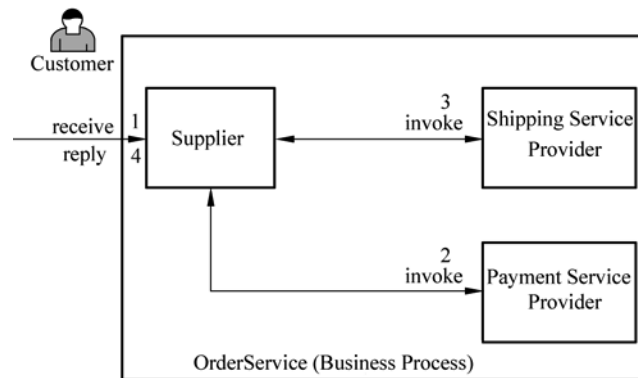 Customer
receive
1
reply
4
Supplier
3
invoke
Shipping Service
Provider
2
invoke
Payment Service
Provider
OrderService (Business Process)